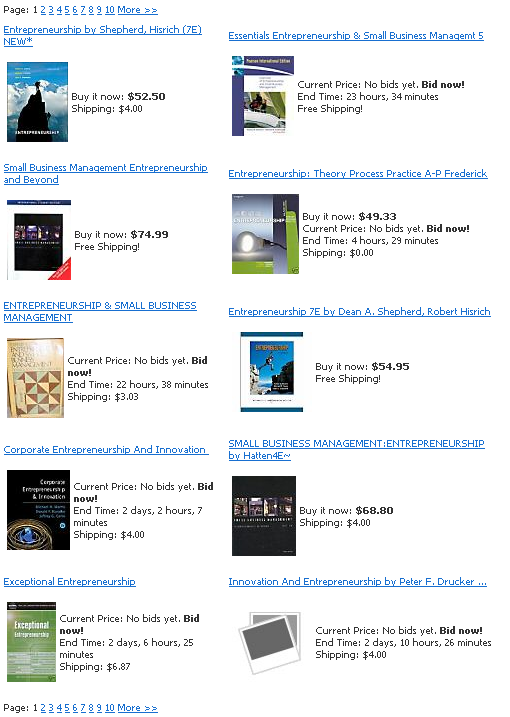 Page: 1 2 3 4 5 6 7 8 9 10 More >>
Entrepreneurship by Shepherd, Hisrich (7E)
NEW*
Buy it now: $52.50
Shipping: $4.00
Essentials Entrepreneurship & Small Business Managemt 5
Current Price: No bids yet. Bid now!
End Time: 23 hours, 34 minutes
Free Shipping!
Small Business Management Entrepreneurship
and Beyond
Buy it now: $74.99
Free Shipping!
Entrepreneurship: Theory Process Practice A-P Frederick
Buy it now: $49.33
Current Price: No bids yet. Bid now!
End Time: 4 hours, 29 minutes
Shipping: $0.00
ENTREPRENEURSHIP & SMALL BUSINESS
MANAGEMENT
Current Price: No bids yet. Bid
now!
End Time: 22 hours, 38 minutes
Shipping: $3.03
Entrepreneurship 7E by Dean A. Shepherd, Robert Hisrich
Buy it now: $54.95
Free Shipping!
Corporate Entrepreneurship And Innovation
Corporate
Entrepreneurship
& Innovation
Current Price: No bids yet. Bid
now!
End Time: 2 days, 2 hours, 7
minutes
Shipping: $4.00
SMALL BUSINESS MANAGEMENT:ENTREPRENEURSHIP
by Hatten4E~
Buy it now: $68.80
Shipping: $4.00
Exceptional Entrepreneurship
Exceptional
Entrepreneurship
Current Price: No bids yet. Bid
now!
End Time: 2 days, 6 hours, 25
minutes
Shipping: $6.87
Innovation And Entrepreneurship by Peter F. Drucker ...
Current Price: No bids yet. Bid now!
End Time: 2 days, 10 hours, 26 minutes
Shipping: $4.00
Page: 1 2 3 4 5 6 7 8 9 10 More >>